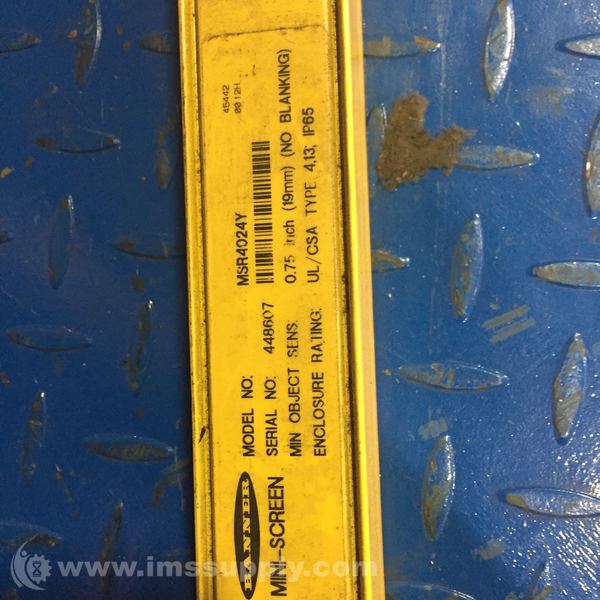 BANNER
MINI-SCREEN
MODEL NO: MSR4024Y
SERIAL NO: 448607
MIN OBJECT SENS: 0.75 inch (19mm) (NO BLANKING)
ENCLOSURE RATING: UL/CSA TYPE 4,13; IP65
45442
0012H
www.imssupply.com